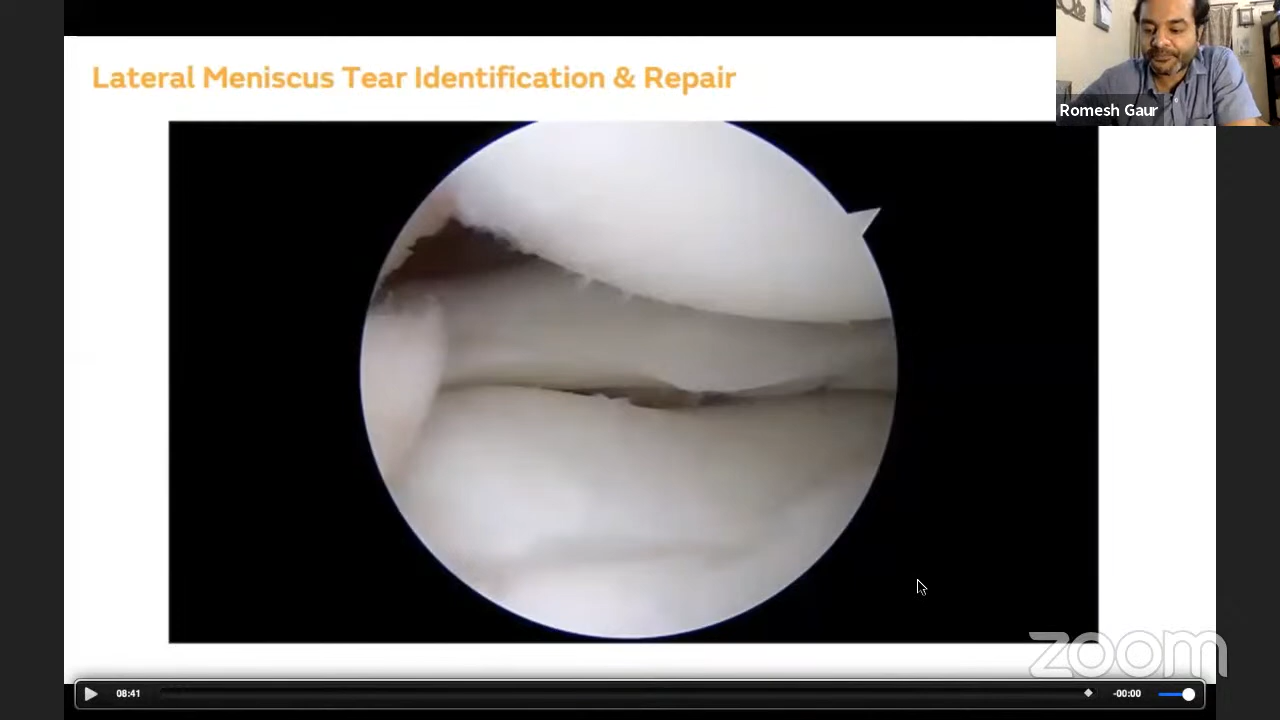 Lateral Meniscus Tear Identification & Repair
Romesh Gaur
zoom
08:41
-00:00